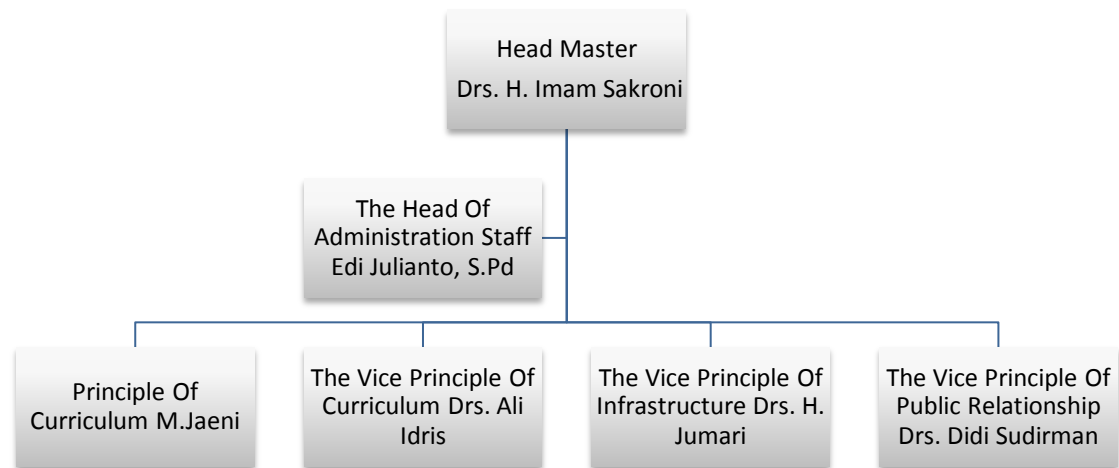 Head Master
Drs. H. Imam Sakroni
The Head Of
Administration Staff
Edi Julianto, S.Pd
Principle Of
Curriculum M.Jaeni
The Vice Principle Of
Curriculum Drs. Ali
Idris
The Vice Principle Of
Infrastructure Drs. H.
Jumari
The Vice Principle Of
Public Relationship
Drs. Didi Sudirman